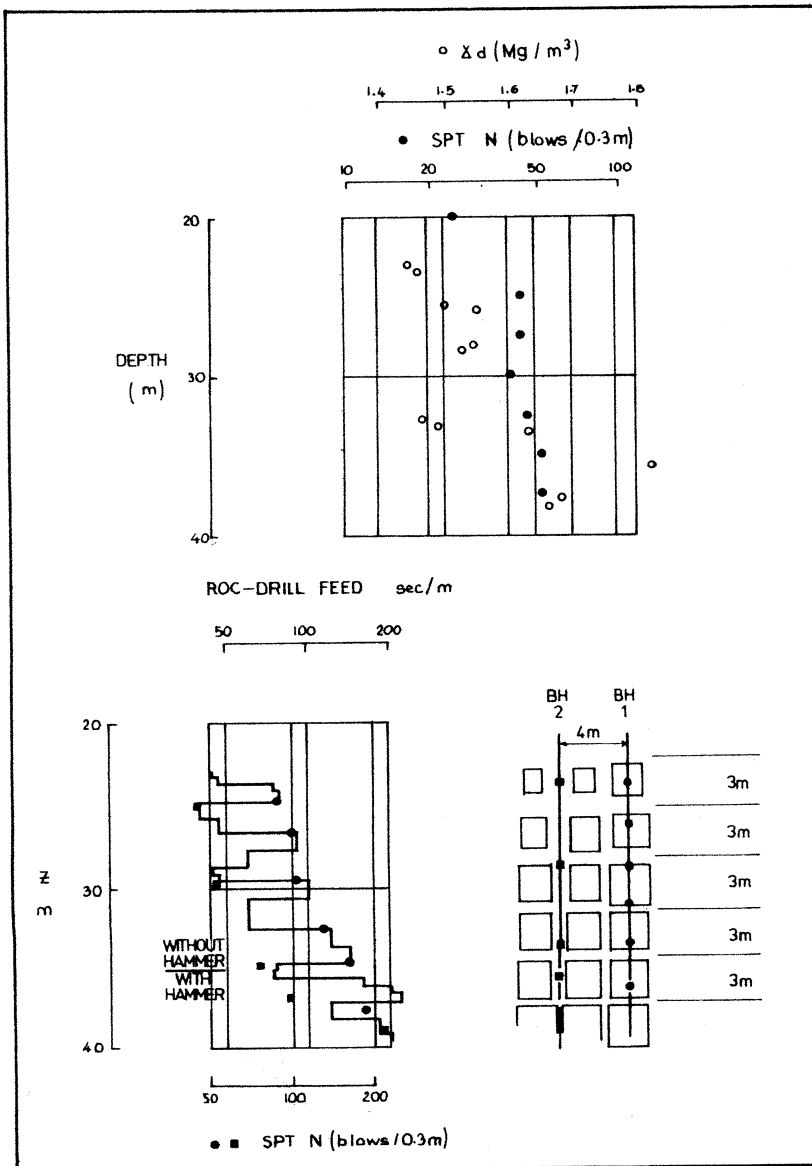 o ɣd (Mg/m³)
1.4 1.5 1.6 1.7 1.8
• SPT N (blows/0.3m)
10 20 50 100
20
DEPTH
(m)
30
40
ROC-DRILL FEED sec/m
50 100 200
20
Z
m
30
WITHOUT
HAMMER
WITH
HAMMER
40
50 100 200
• ■ SPT N (blows/0.3m)
BH
2
BH
1
4m
3m
3m
3m
3m
3m